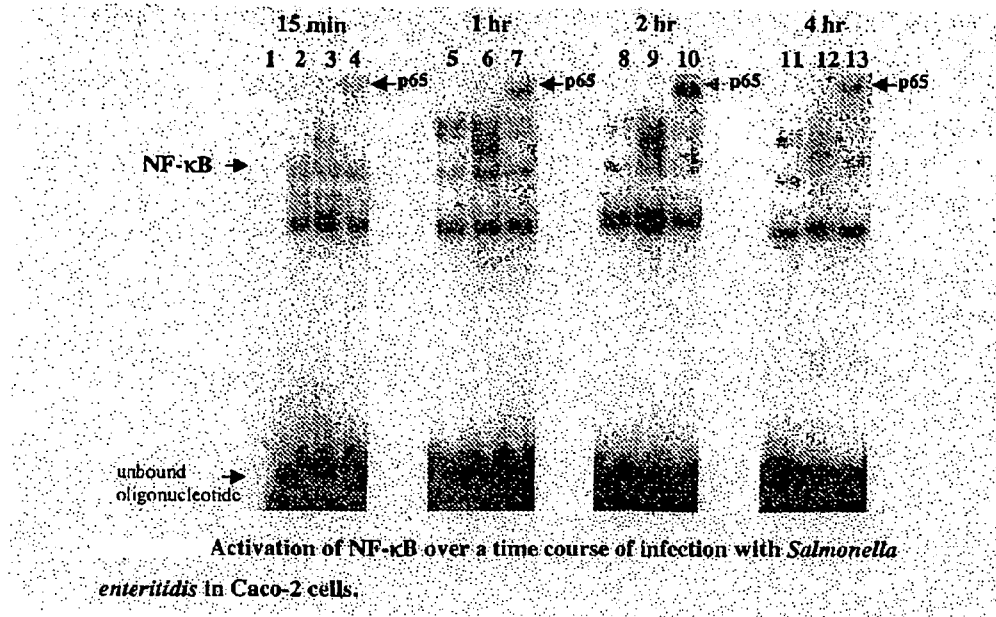 15 min 1 hr 2 hr 4 hr
1 2 3 4 5 6 7 8 9 10 11 12 13
p65 p65 p65 p65
NF-κB
unbound
oligonucleotide
Activation of NF-κB over a time course of infection with Salmonella
enteritidis in Caco-2 cells.